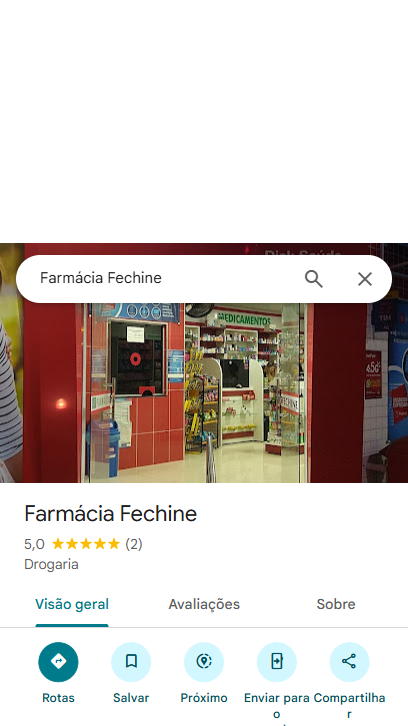 Farmácia Fechine
MEDICAMENTOS
FECHINE
TIM
Farmácia Fechine
5,0 (2)
Drogaria
Visão geral Avaliações Sobre
Rotas Salvar Próximo Enviar para o Compartilhar